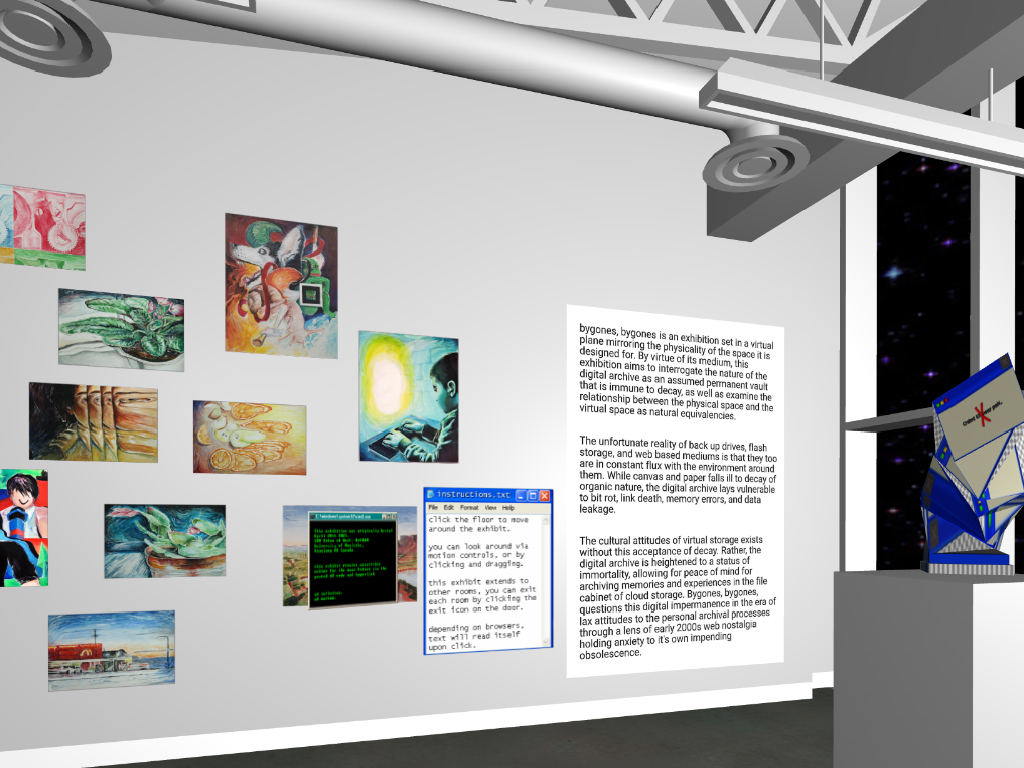 bygones, bygones is an exhibition set in a virtual
plane mirroring the physicality of the space it is
designed for. By virtue of its medium, this
exhibition aims to interrogate the nature of the
digital archive as an assumed permanent vault
that is immune to decay, as well as examine the
relationship between the physical space and the
virtual space as natural equivalencies.
The unfortunate reality of back up drives, flash
storage, and web based mediums is that they too
are in constant flux with the environment around
them. While canvas and paper falls ill to decay of
organic nature, the digital archive lays vulnerable
to bit rot, link death, memory errors, and data
leakage.
The cultural attitudes of virtual storage exists
without this acceptance of decay. Rather, the
digital archive is heightened to a status of
immortality, allowing for peace of mind for
archiving memories and experiences in the file
cabinet of cloud storage. Bygones, bygones,
questions this digital impermanence in the era of
lax attitudes to the personal archival processes
through a lens of early 2000s web nostalgia
holding anxiety to it's own impending
obsolescence.
instructions.txt
File Edit Format View Help
click the floor to move
around the exhibit.
you can look around via
motion controls, or by
clicking and dragging.
this exhibit extends to
other rooms, you can exit
each room by clicking the
exit icon on the door.
depending on browsers,
text will read itself
upon click.